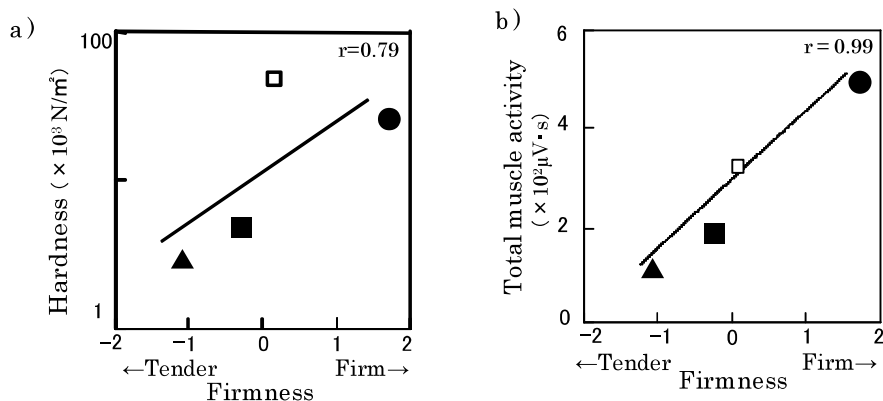 a)
100
r=0.79
Hardness (×10³ N/㎡)
1
−2
−1
0
1
2
←Tender
Firm→
Firmness
b)
6
r=0.99
4
Total muscle activity
(×10²μV・s)
2
0
−2
−1
0
1
2
←Tender
Firm→
Firmness